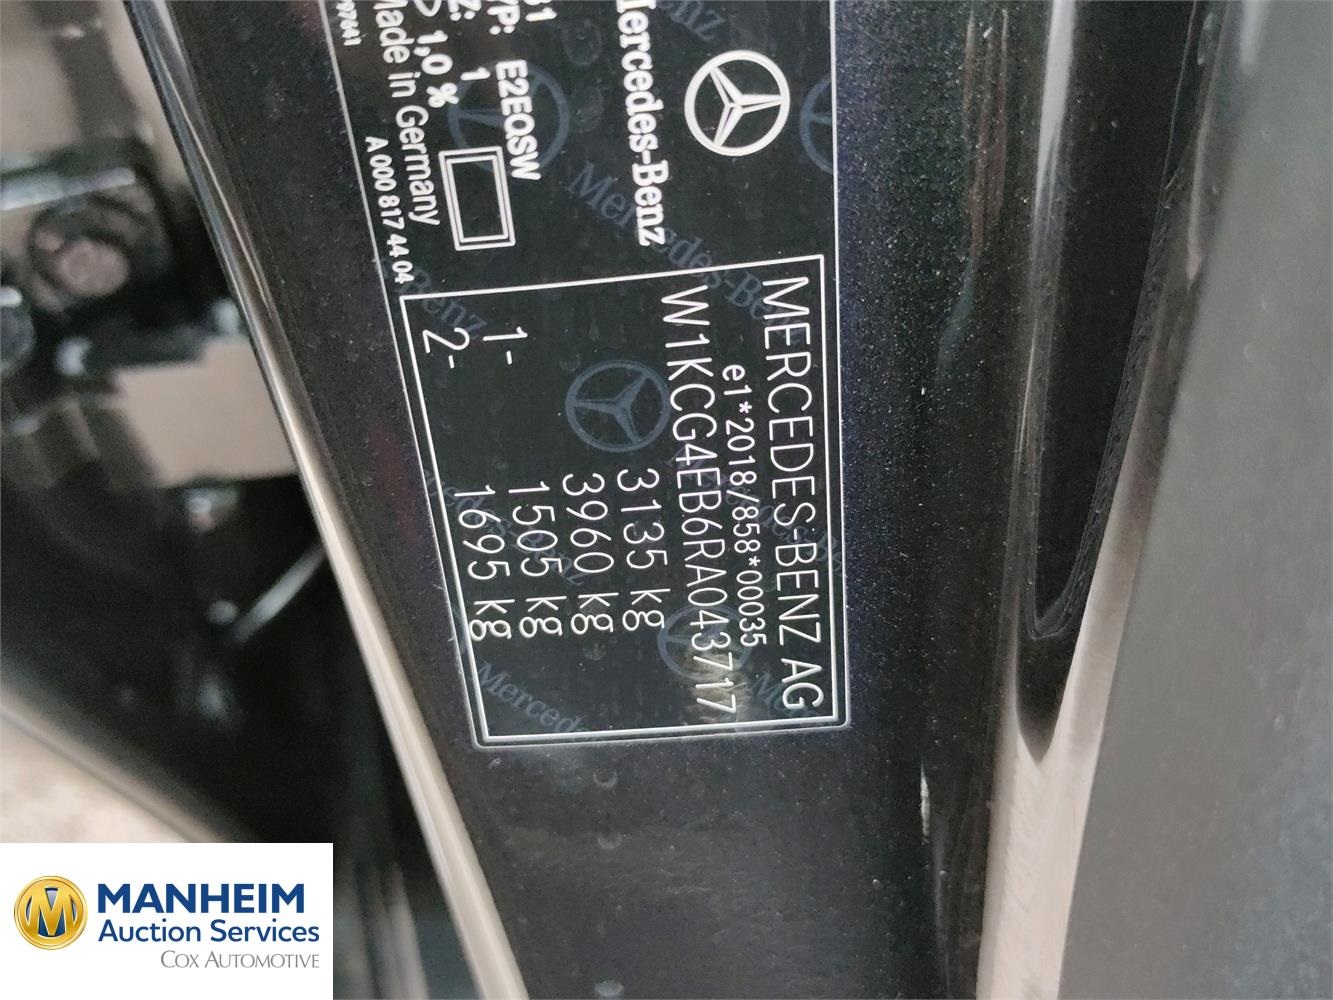 Mercedes-Benz
TYP: E2EQSW
1
1,0 %
Made in Germany
A 000 817 44 04
MERCEDES-BENZ AG
e1*2018/858*00035
W1KCG4EB6RA043717
3135 kg
3960 kg
1- 1505 kg
2- 1695 kg
MANHEIM
Auction Services
COX AUTOMOTIVE